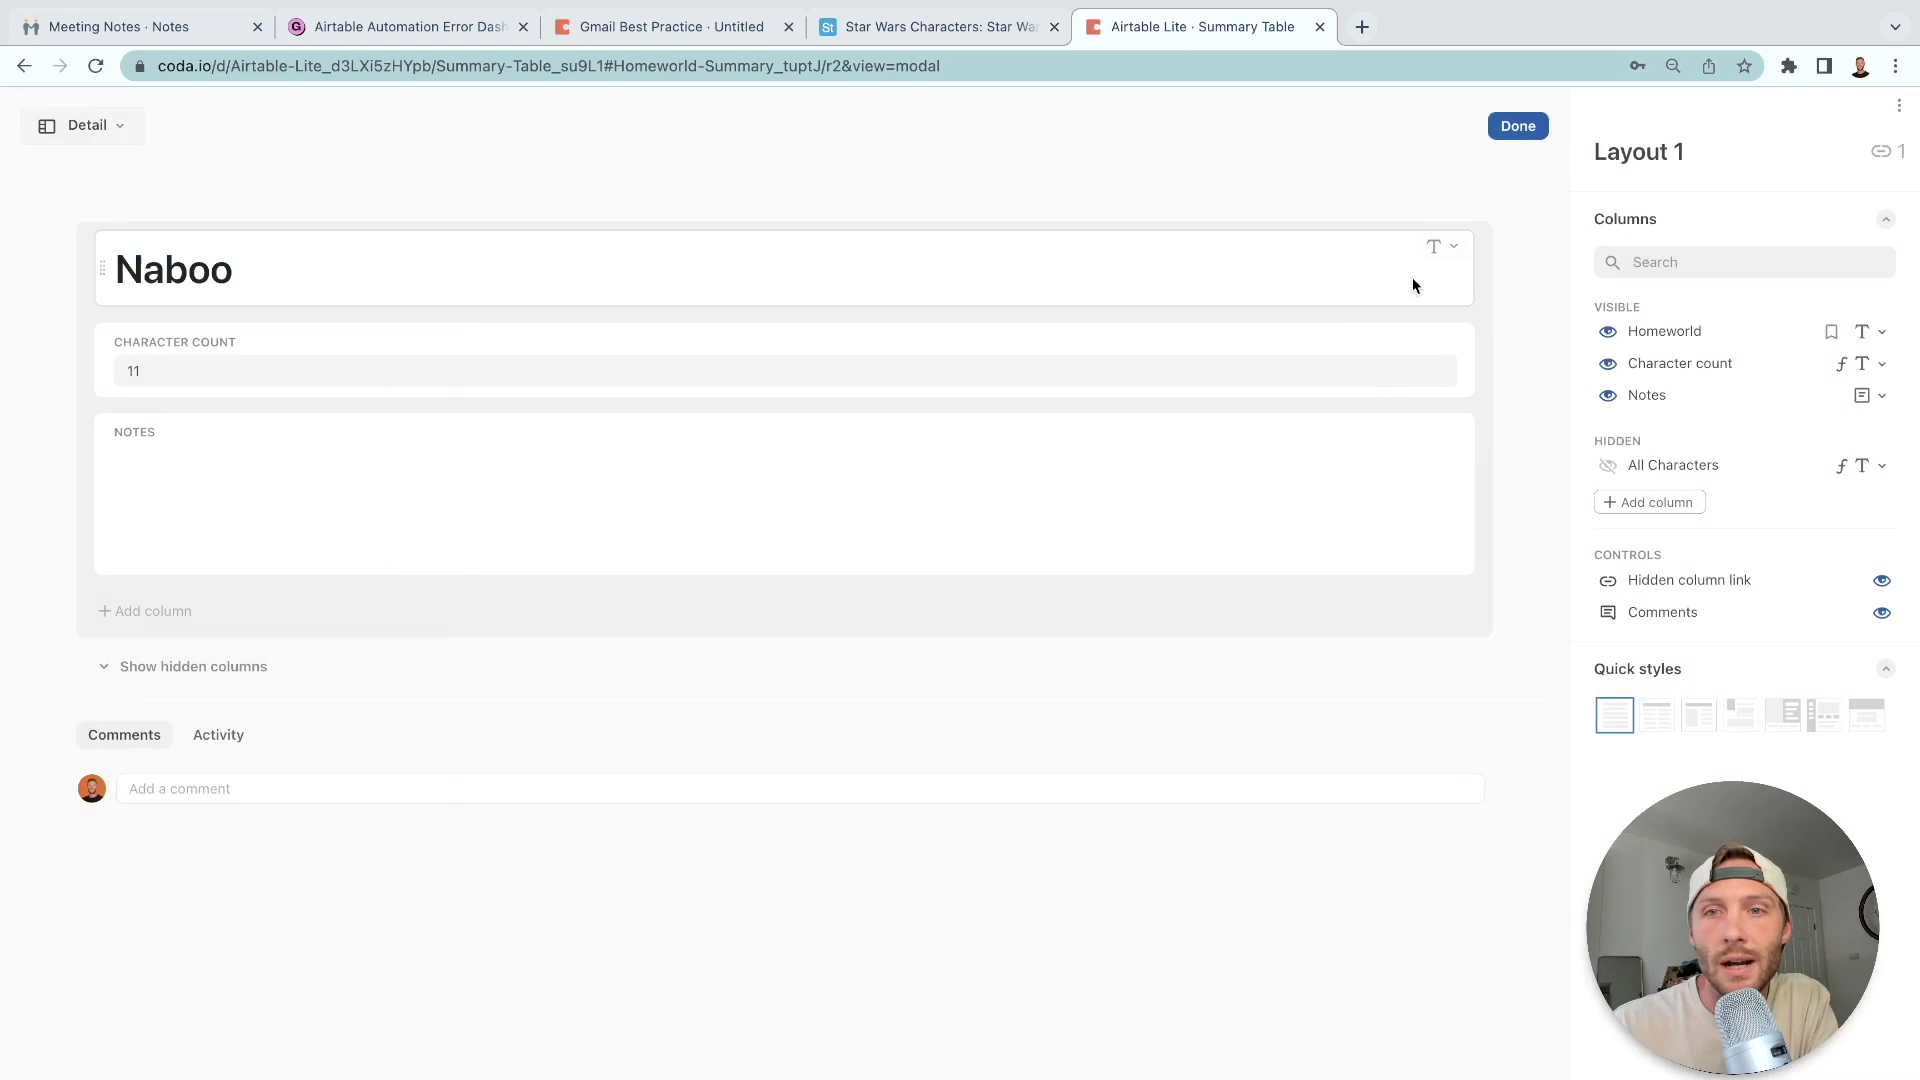 Meeting Notes · Notes
Airtable Automation Error Dash
Gmail Best Practice · Untitled
St
Star Wars Characters: Star Wa
Airtable Lite · Summary Table
coda.io/d/Airtable-Lite_d3LXi5zHYpb/Summary-Table_su9L1#Homeworld-Summary_tuptJ/r2&view=modal
Detail
Done
Layout 1
1
Columns
Search
Naboo
CHARACTER COUNT
11
NOTES
+ Add column
Show hidden columns
Comments
Activity
Add a comment
VISIBLE
Homeworld
Character count
Notes
HIDDEN
All Characters
+ Add column
CONTROLS
Hidden column link
Comments
Quick styles